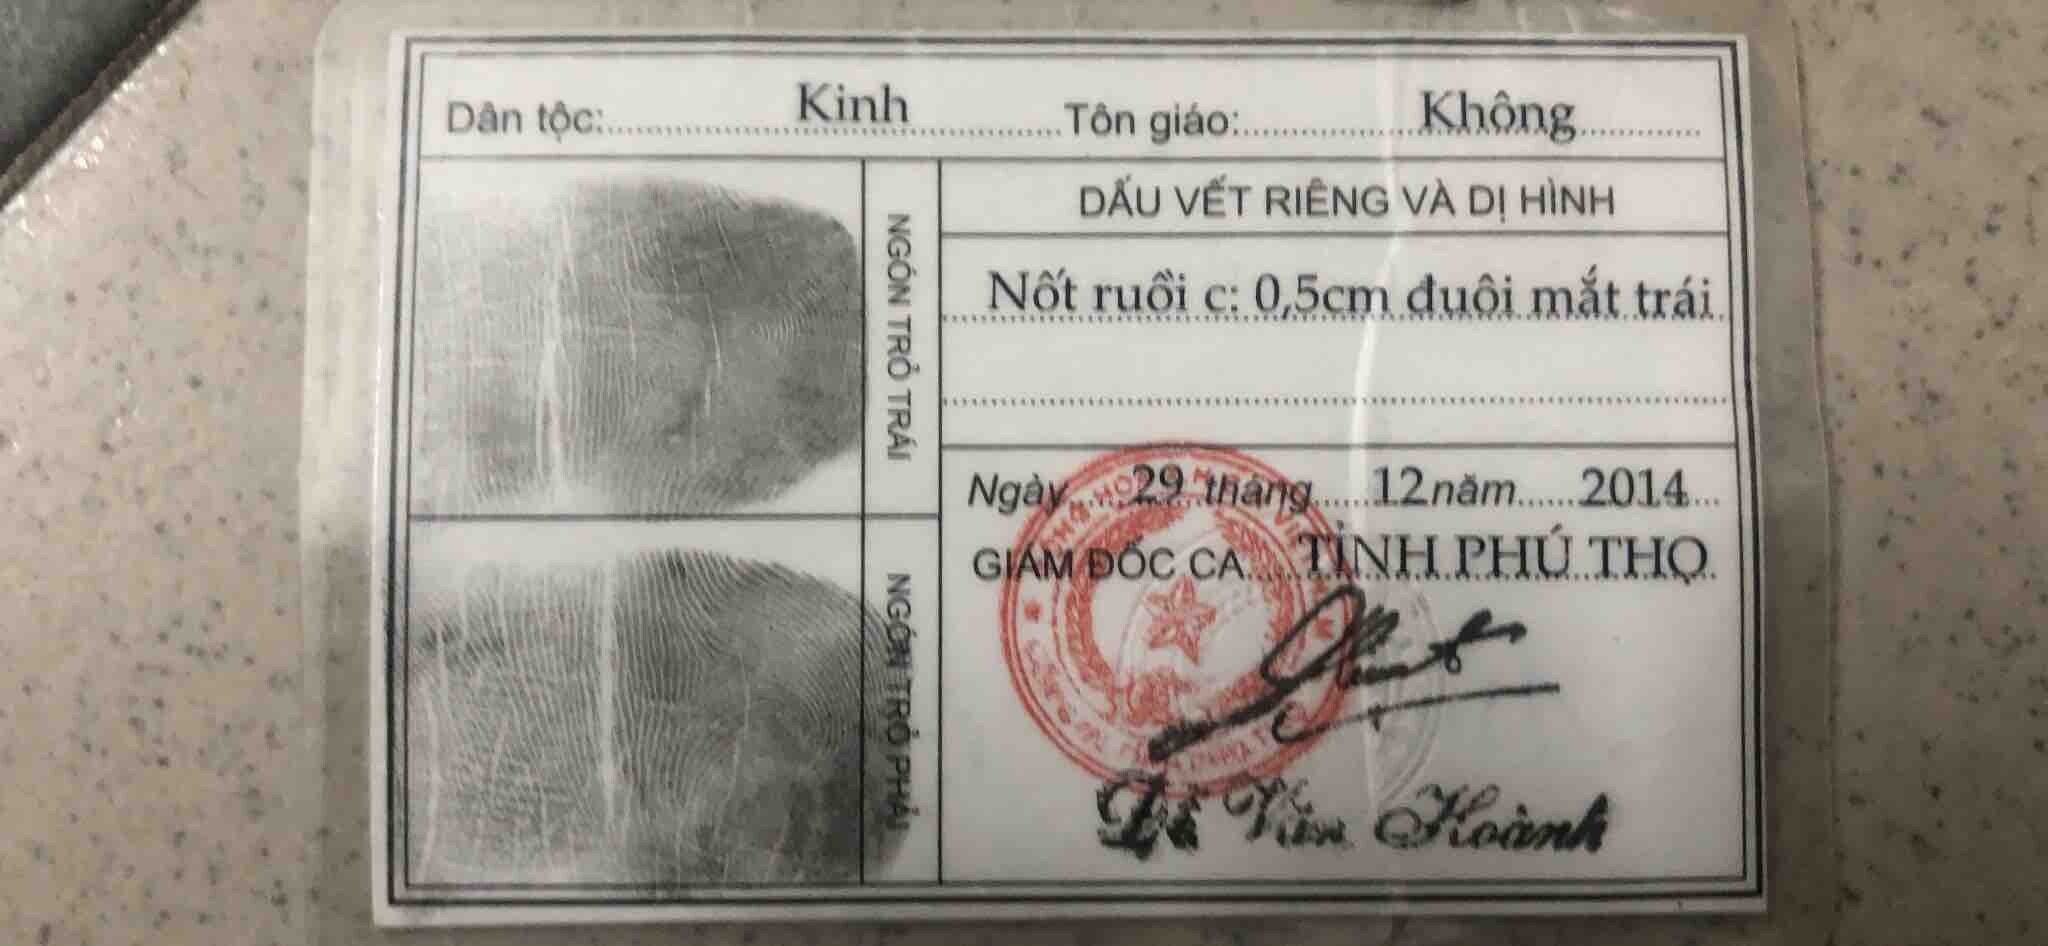 Dân tộc: Kinh Tôn giáo: Không
NGÓN TRỎ TRÁI
DẤU VẾT RIÊNG VÀ DỊ HÌNH
Nốt ruồi c: 0,5cm đuôi mắt trái
Ngày 29 tháng 12 năm 2014
GIÁM ĐỐC CA TỈNH PHÚ THỌ
NGÓN TRỎ PHẢI
Văn Hoành